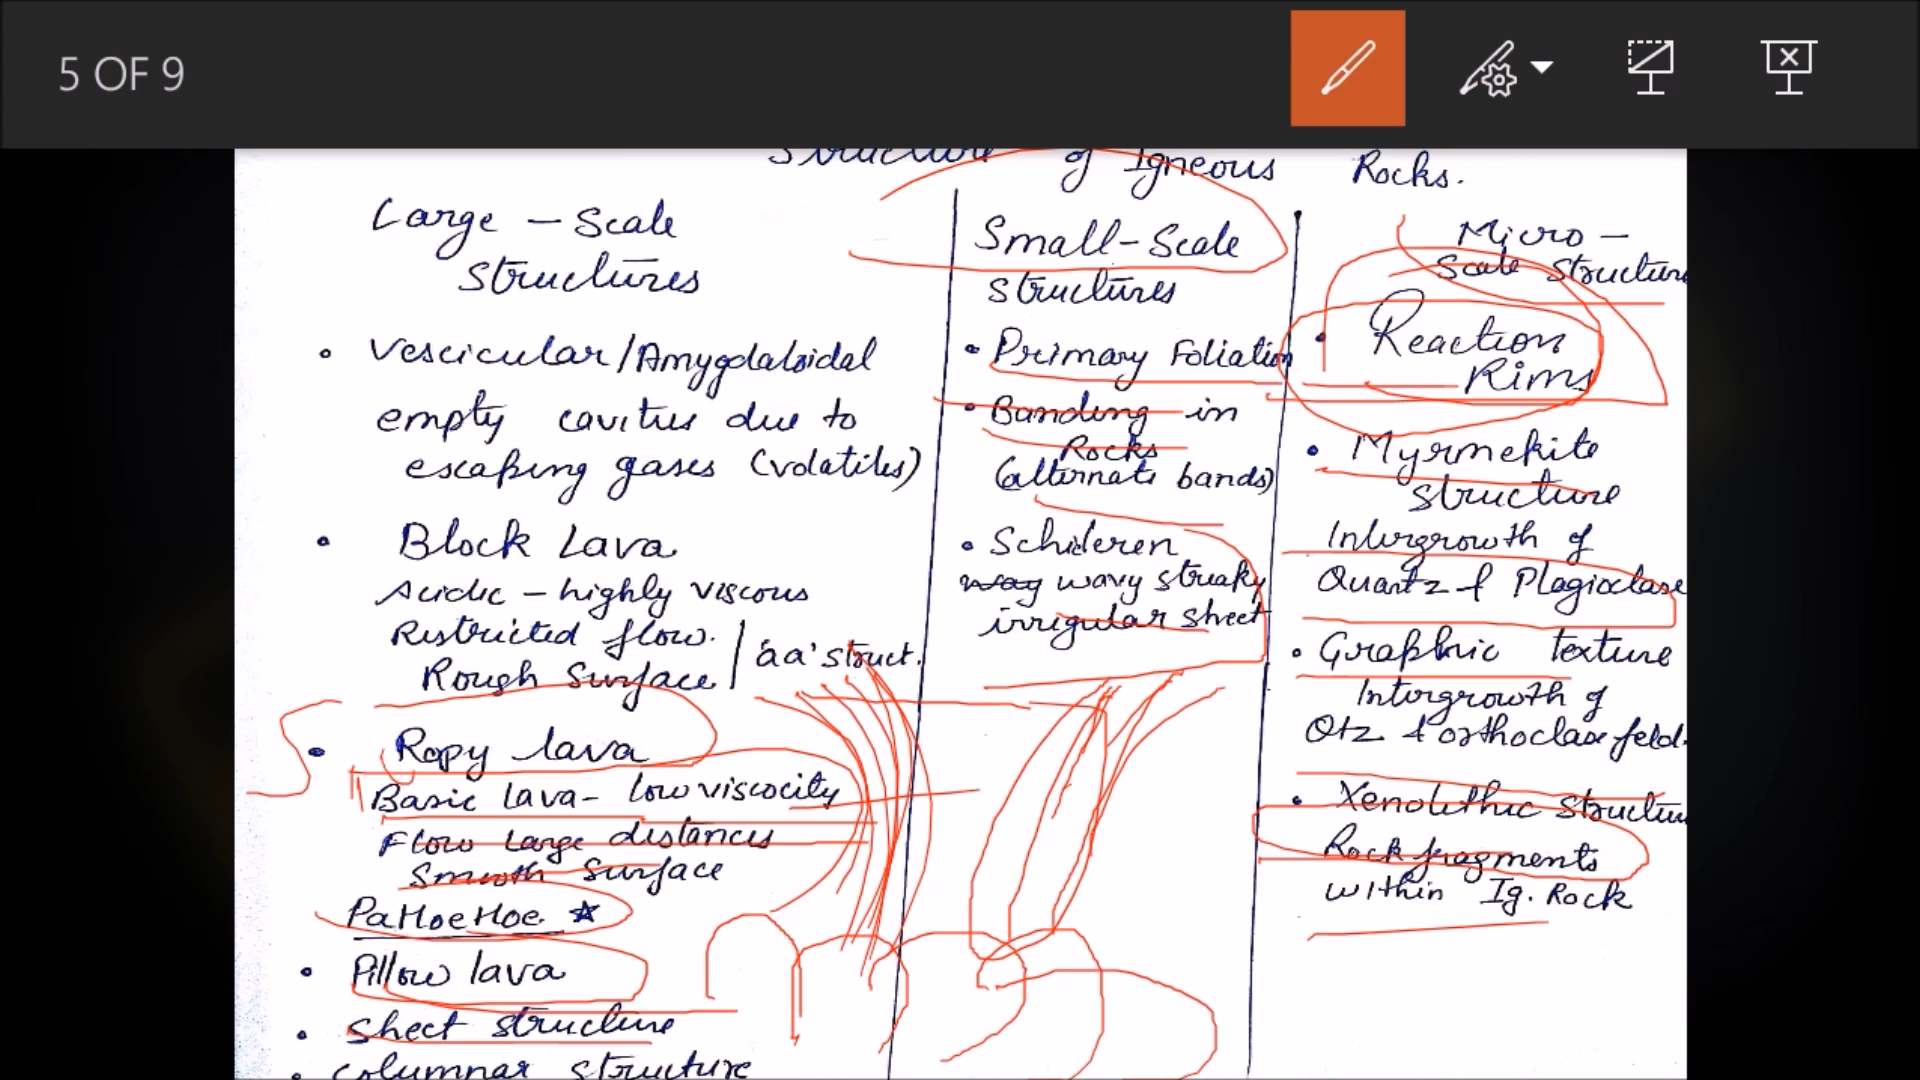 5 OF 9
Structure of Igneous Rocks.
Large - Scale
Structures
• Vescicular/Amygdaloidal
empty cavities due to
escaping gases (volatiles)
• Block Lava
Acidic - highly viscous
Restricted flow.
Rough Surface / 'aa' struct.
• Ropy lava
Basic lava - low viscocity
Flow Large distances
Smooth Surface
PaHoeHoe ☆
• Pillow lava
• Sheet structure
• columnar structure
Small-Scale
structures
• Primary Foliation
• Banding in
Rocks
(alternate bands)
• Schideren
wavy streaky
irregular sheet
Micro -
Scale Structure
• Reaction
Rims
• Myrmekite
structure
Intergrowth of
Quartz & Plagioclase
• Graphic texture
Intergrowth of
Qtz & orthoclase feld.
• Xenolithic Structure
Rock fragments
within Ig. Rock